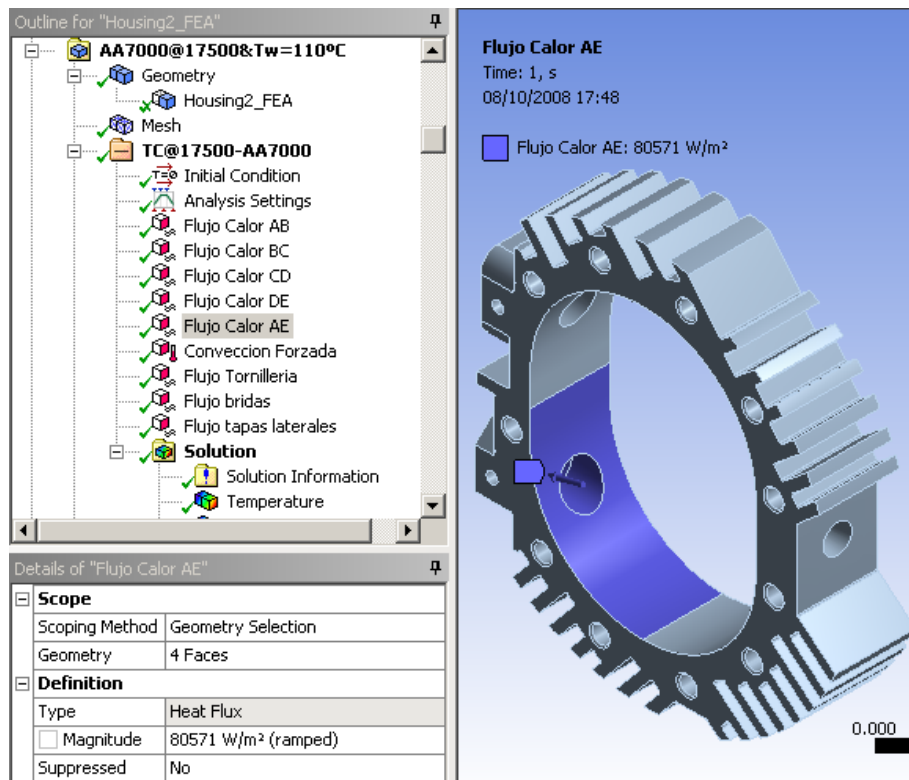 Outline for "Housing2_FEA"
AA7000@17500&Tw=110ºC
Geometry
Housing2_FEA
Mesh
TC@17500-AA7000
Initial Condition
Analysis Settings
Flujo Calor AB
Flujo Calor BC
Flujo Calor CD
Flujo Calor DE
Flujo Calor AE
Conveccion Forzada
Flujo Tornilleria
Flujo bridas
Flujo tapas laterales
Solution
Solution Information
Temperature
Details of "Flujo Calor AE"
Scope
Scoping Method Geometry Selection
Geometry 4 Faces
Definition
Type Heat Flux
Magnitude 80571 W/m² (ramped)
Suppressed No
Flujo Calor AE
Time: 1, s
08/10/2008 17:48
Flujo Calor AE: 80571 W/m²
0.000